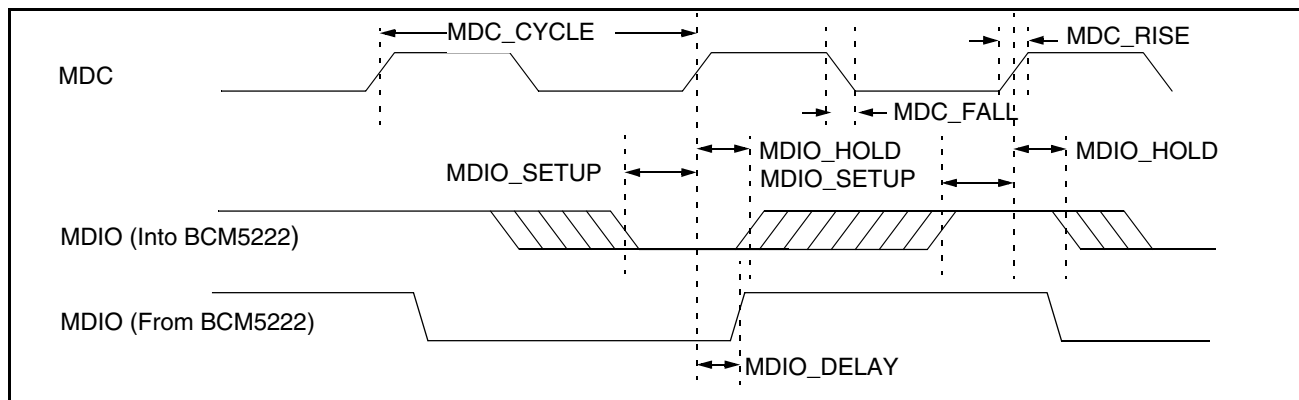 MDC_CYCLE
MDC_RISE
MDC
MDC_FALL
MDIO_HOLD
MDIO_HOLD
MDIO_SETUP
MDIO_SETUP
MDIO (Into BCM5222)
MDIO (From BCM5222)
MDIO_DELAY